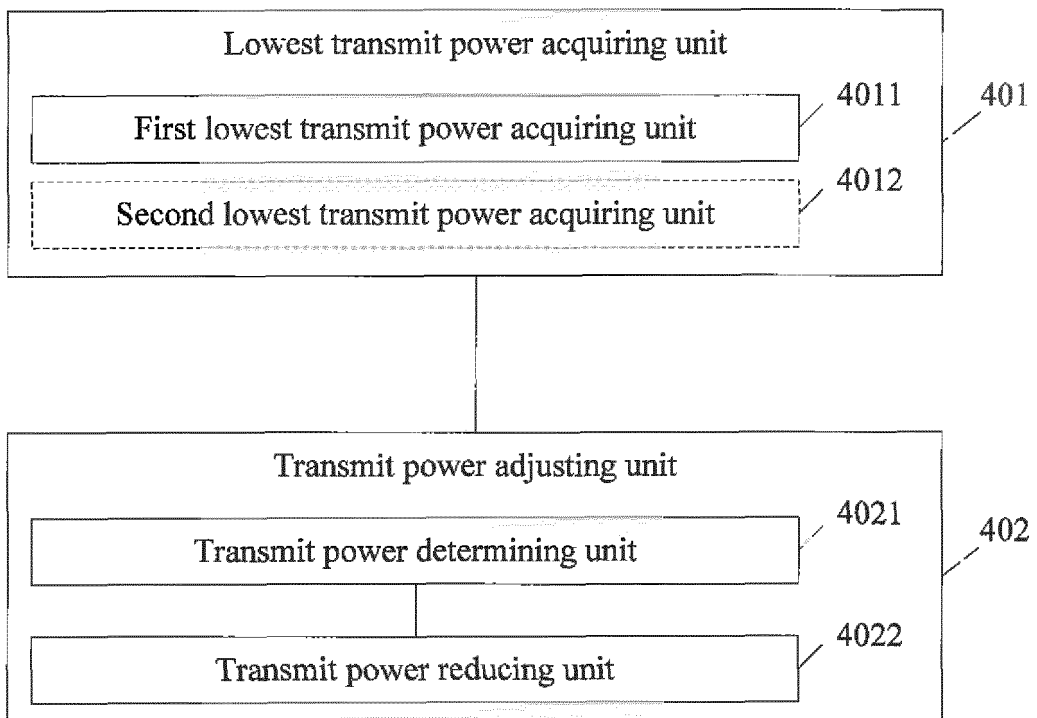 Lowest transmit power acquiring unit
First lowest transmit power acquiring unit
4011
401
Second lowest transmit power acquiring unit
4012
Transmit power adjusting unit
Transmit power determining unit
4021
402
Transmit power reducing unit
4022